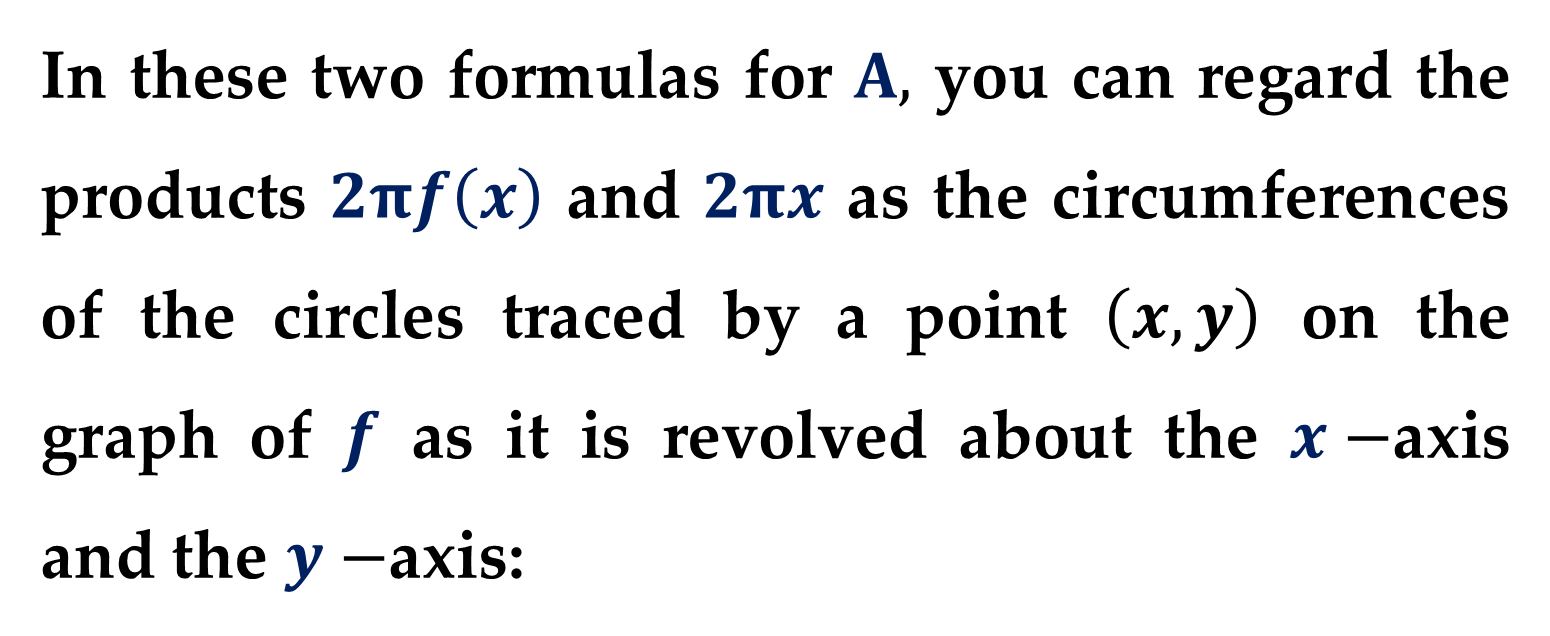 In these two formulas for A, you can regard the
products 2πf(x) and 2πx as the circumferences
of the circles traced by a point (x, y) on the
graph of f as it is revolved about the x −axis
and the y −axis: